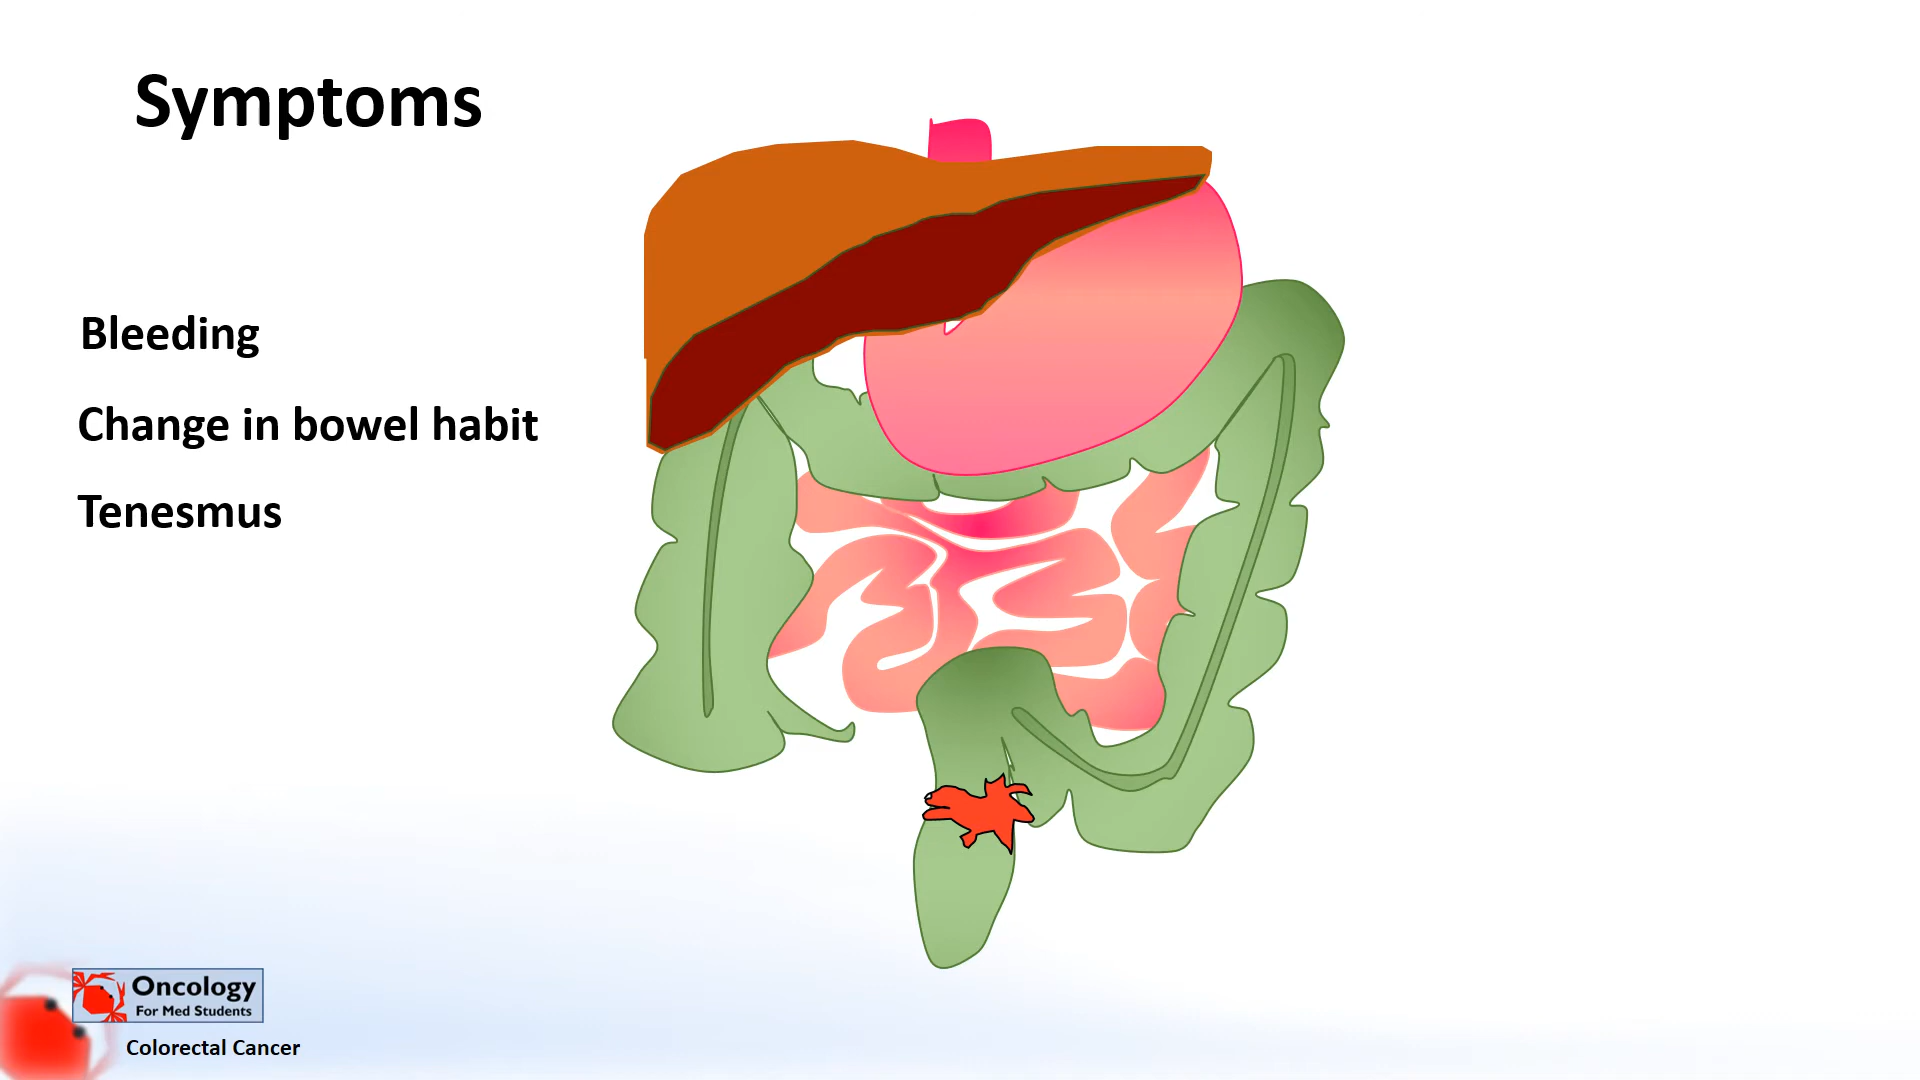 Symptoms
Bleeding
Change in bowel habit
Tenesmus
Oncology
For Med Students
Colorectal Cancer